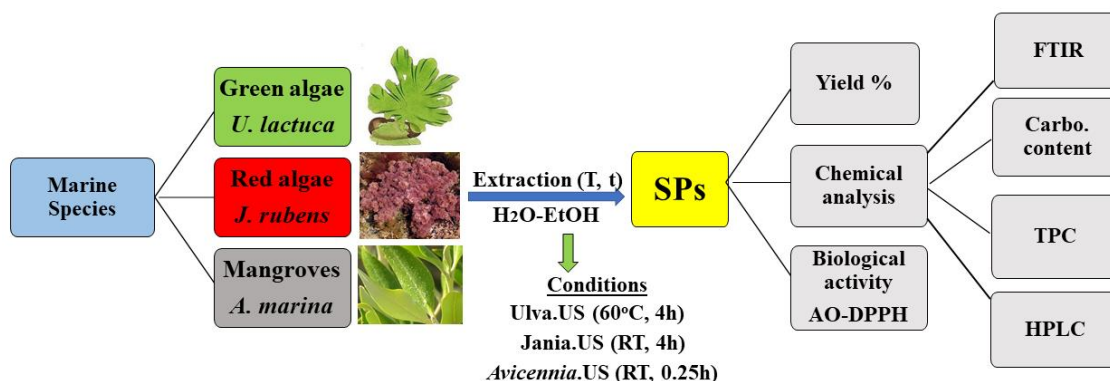 Marine
Species
Green algae
U. lactuca
Red algae
J. rubens
Mangroves
A. marina
Extraction (T, t)
H2O-EtOH
Conditions
Ulva.US (60°C, 4h)
Jania.US (RT, 4h)
Avicennia.US (RT, 0.25h)
SPs
Yield %
Chemical
analysis
Biological
activity
AO-DPPH
FTIR
Carbo.
content
TPC
HPLC